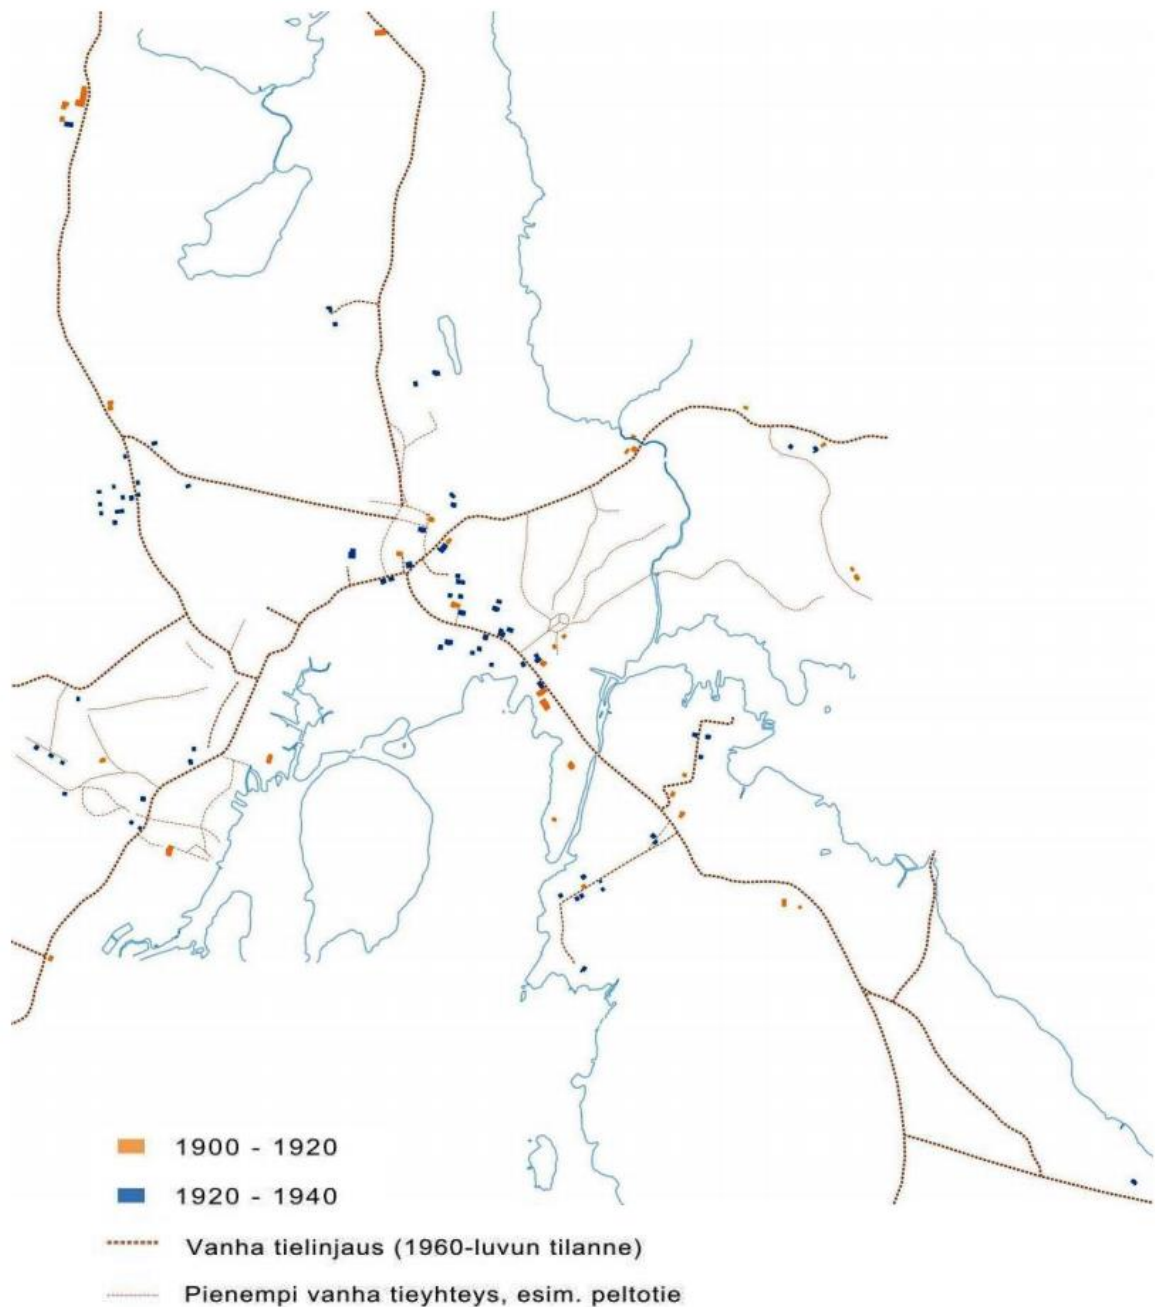 1900 - 1920
1920 - 1940
Vanha tielinjaus (1960-luvun tilanne)
Pienempi vanha tieyhteys, esim. peltotie